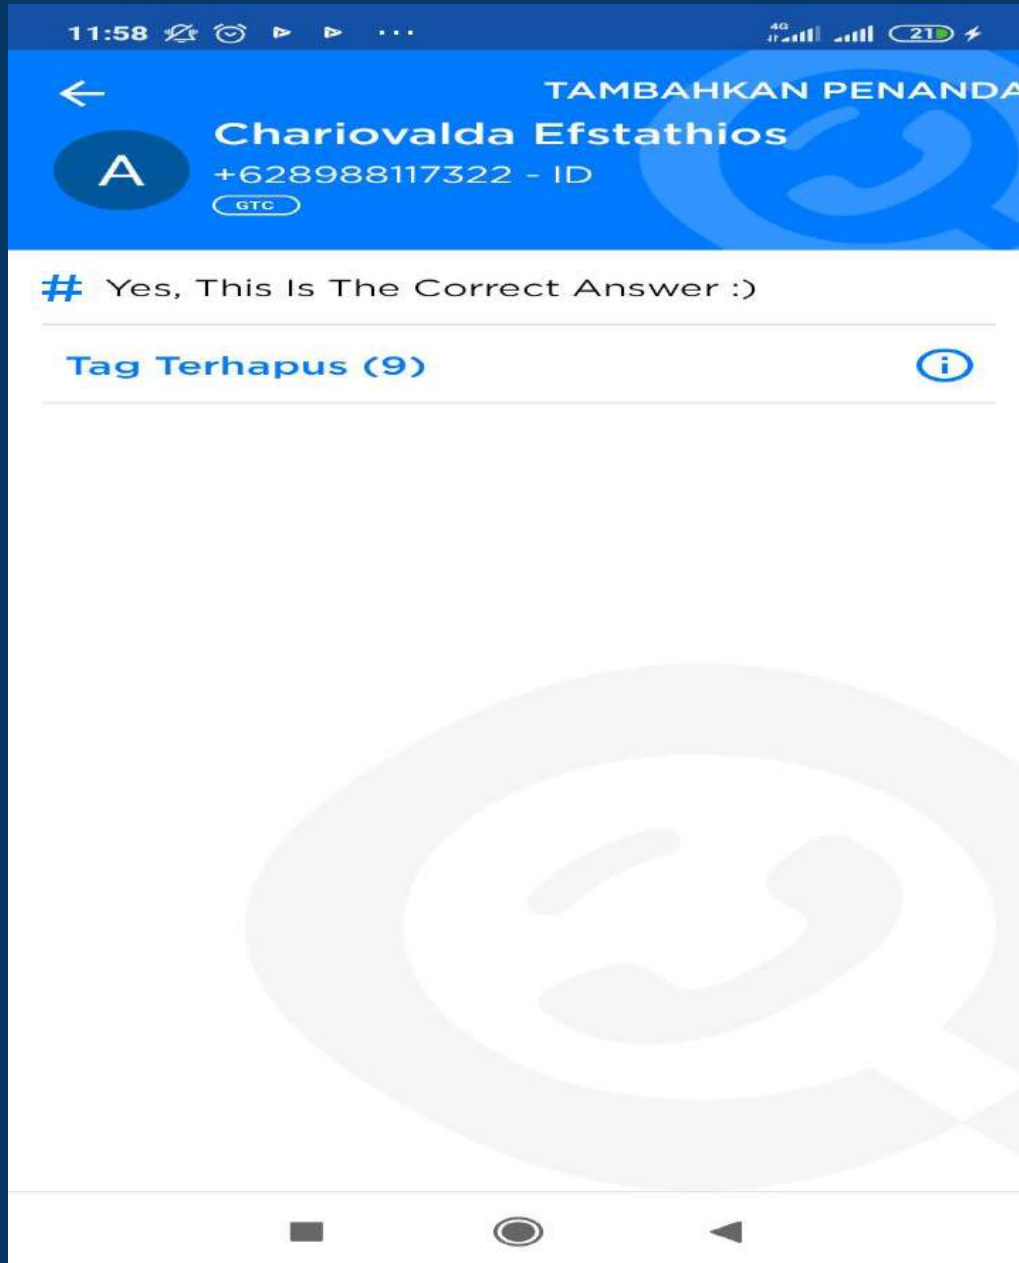 11:58 ... 4G 21
TAMBAHKAN PENANDA
A
Chariovalda Efstathios
+628988117322 - ID
GTC
# Yes, This Is The Correct Answer :)
Tag Terhapus (9)